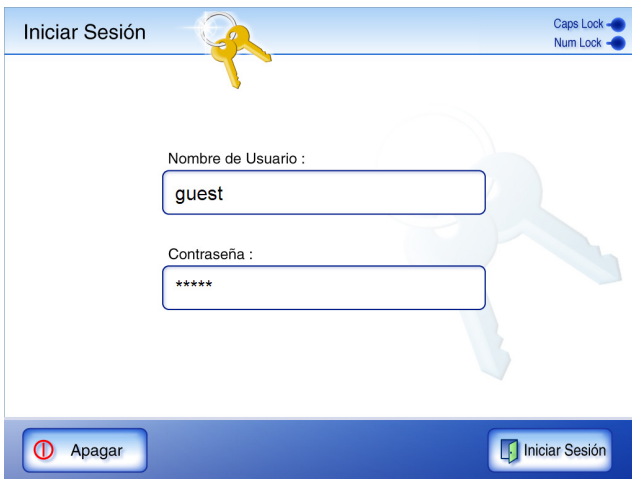 Iniciar Sesión
Caps Lock
Num Lock
Nombre de Usuario :
guest
Contraseña :
*****
Apagar
Iniciar Sesión